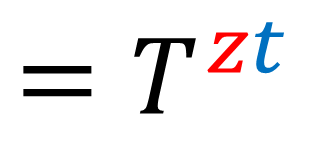 = T^{zt}